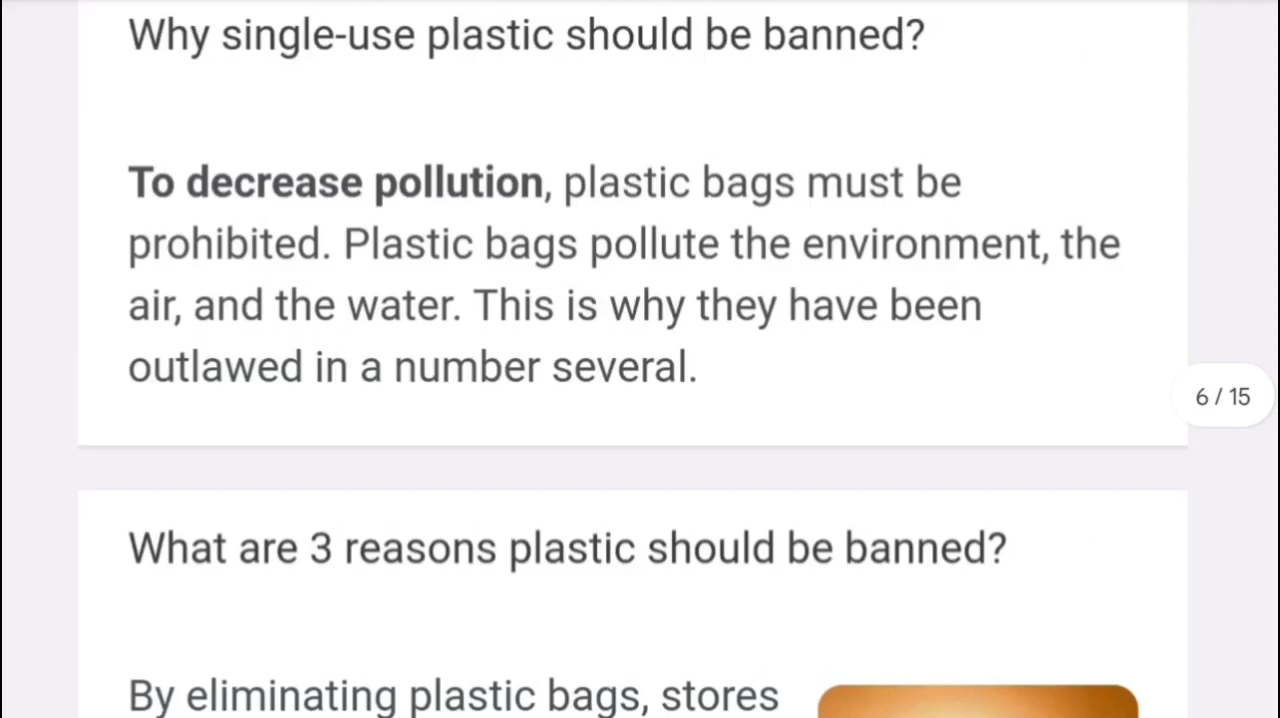 Why single-use plastic should be banned?
To decrease pollution, plastic bags must be
prohibited. Plastic bags pollute the environment, the
air, and the water. This is why they have been
outlawed in a number several.
6 / 15
What are 3 reasons plastic should be banned?
By eliminating plastic bags, stores